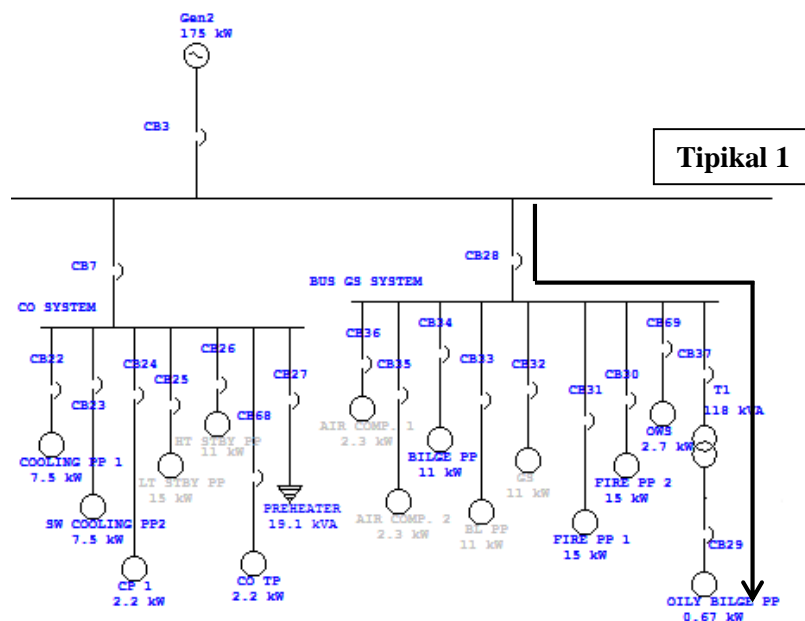 Gen2
175 kW
CB3
Tipikal 1
CB7
CB28
CO SYSTEM
BUS GS SYSTEM
CB22
CB23
CB24
CB25
CB26
CB68
CB27
CB36
CB35
CB34
CB33
CB32
CB31
CB30
CB69
CB37
T1
118 kVA
COOLING PP 1
7.5 kW
SW COOLING PP2
7.5 kW
CP 1
2.2 kW
LT STBY PP
15 kW
HT STBY PP
11 kW
CO TP
2.2 kW
PREHEATER
19.1 kVA
AIR COMP. 1
2.3 kW
AIR COMP. 2
2.3 kW
BILGE PP
11 kW
BL PP
11 kW
GS
11 kW
FIRE PP 1
15 kW
FIRE PP 2
15 kW
OWS
2.7 kW
CB29
OILY BILGE PP
0.67 kW